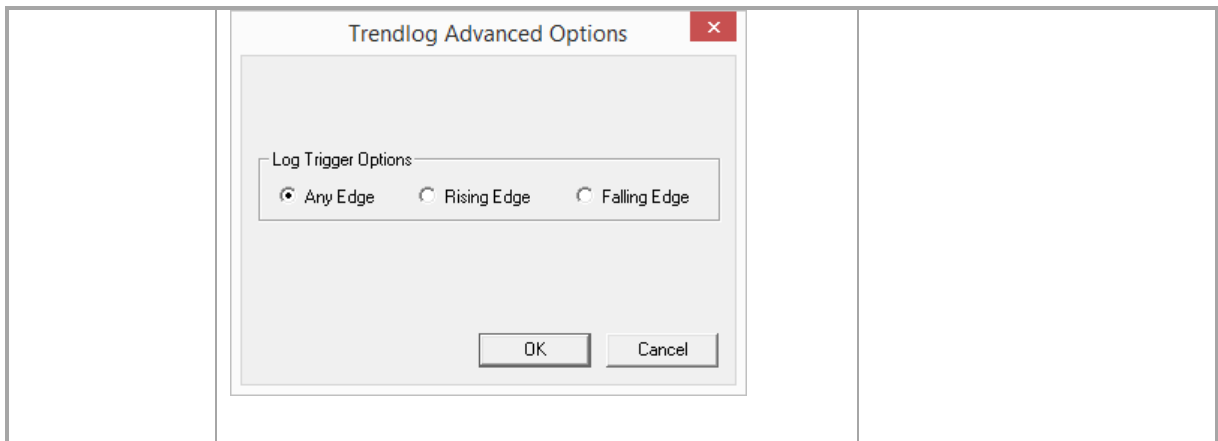 Trendlog Advanced Options
Log Trigger Options
Any Edge Rising Edge Falling Edge
OK Cancel